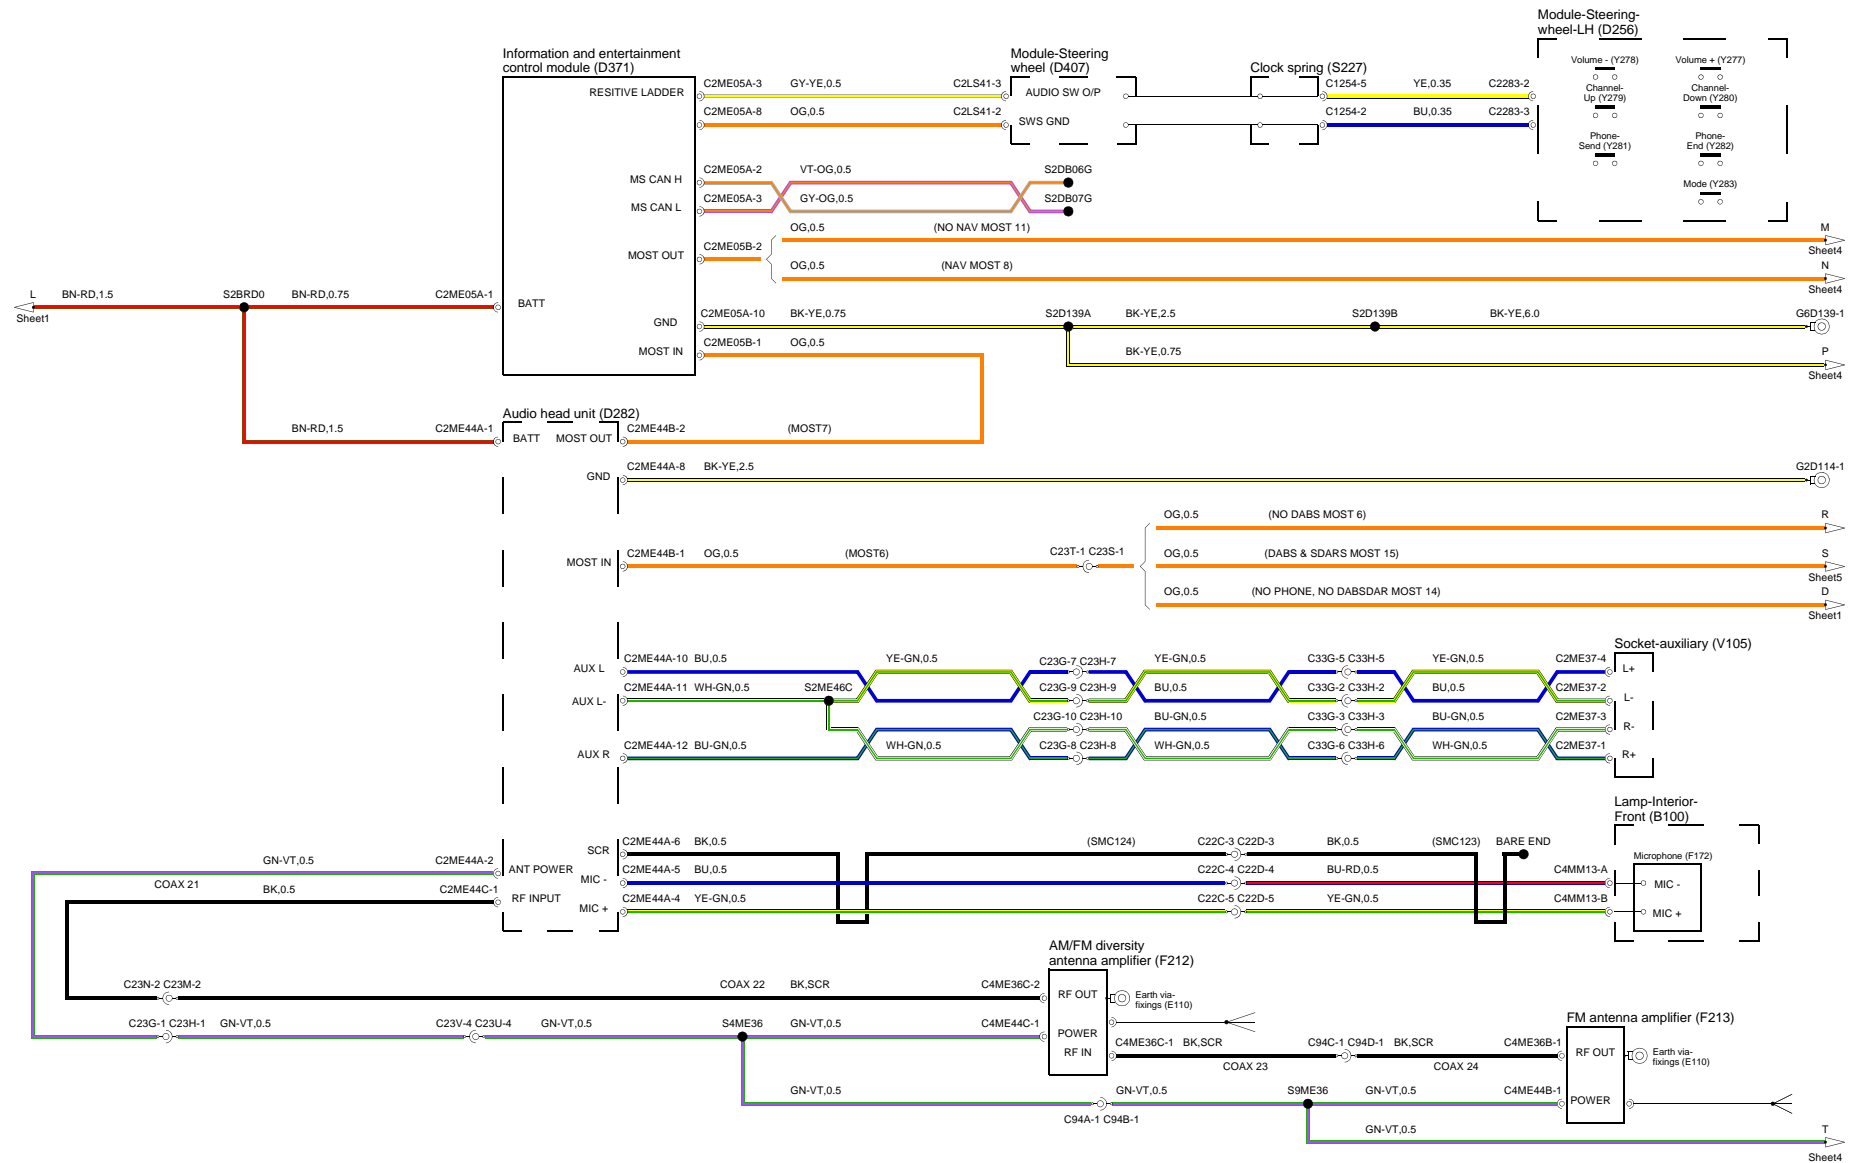 Module-Steering-
wheel-LH (D256)
Information and entertainment
control module (D371)
Module-Steering
wheel (D407)
Clock spring (S227)
Volume - (Y278)
Volume + (Y277)
RESITIVE LADDER
C2ME05A-3
GY-YE,0.5
C2LS41-3
AUDIO SW O/P
C1254-5
YE,0.35
C2283-2
Channel-
Up (Y279)
Channel-
Down (Y280)
C2ME05A-8
OG,0.5
C2LS41-2
SWS GND
C1254-2
BU,0.35
C2283-3
Phone-
Send (Y281)
Phone-
End (Y282)
Mode (Y283)
MS CAN H
C2ME05A-2
VT-OG,0.5
S2DB06G
MS CAN L
C2ME05A-3
GY-OG,0.5
S2DB07G
OG,0.5
(NO NAV MOST 11)
M
Sheet4
MOST OUT
C2ME05B-2
OG,0.5
(NAV MOST 8)
N
Sheet4
L
Sheet1
BN-RD,1.5
S2BRD0
BN-RD,0.75
C2ME05A-1
BATT
GND
C2ME05A-10
BK-YE,0.75
S2D139A
BK-YE,2.5
S2D139B
BK-YE,6.0
G6D139-1
MOST IN
C2ME05B-1
OG,0.5
BK-YE,0.75
P
Sheet4
Audio head unit (D282)
BN-RD,1.5
C2ME44A-1
BATT
MOST OUT
C2ME44B-2
(MOST7)
GND
C2ME44A-8
BK-YE,2.5
G2D114-1
OG,0.5
(NO DABS MOST 6)
R
MOST IN
C2ME44B-1
OG,0.5
(MOST6)
C23T-1 C23S-1
OG,0.5
(DABS & SDARS MOST 15)
S
Sheet5
OG,0.5
(NO PHONE, NO DABSDAR MOST 14)
D
Sheet1
Socket-auxiliary (V105)
AUX L
C2ME44A-10 BU,0.5
YE-GN,0.5
C23G-7 C23H-7
YE-GN,0.5
C33G-5 C33H-5
YE-GN,0.5
C2ME37-4
L+
AUX L-
C2ME44A-11 WH-GN,0.5
S2ME46C
C23G-9 C23H-9
BU,0.5
C33G-2 C33H-2
BU,0.5
C2ME37-2
L-
C23G-10 C23H-10
BU-GN,0.5
C33G-3 C33H-3
BU-GN,0.5
C2ME37-3
R-
AUX R
C2ME44A-12 BU-GN,0.5
WH-GN,0.5
C23G-8 C23H-8
WH-GN,0.5
C33G-6 C33H-6
WH-GN,0.5
C2ME37-1
R+
Lamp-Interior-
Front (B100)
SCR
C2ME44A-6 BK,0.5
(SMC124)
C22C-3 C22D-3
BK,0.5
(SMC123)
BARE END
Microphone (F172)
GN-VT,0.5
C2ME44A-2
ANT POWER
MIC -
C2ME44A-5 BU,0.5
C22C-4 C22D-4
BU-RD,0.5
C4MM13-A
MIC -
COAX 21
BK,0.5
C2ME44C-1
RF INPUT
MIC +
C2ME44A-4 YE-GN,0.5
C22C-5 C22D-5
YE-GN,0.5
C4MM13-B
MIC +
AM/FM diversity
antenna amplifier (F212)
C23N-2 C23M-2
COAX 22
BK,SCR
C4ME36C-2
RF OUT
Earth via-
fixings (E110)
C23G-1 C23H-1
GN-VT,0.5
C23V-4 C23U-4
GN-VT,0.5
S4ME36
GN-VT,0.5
C4ME44C-1
POWER
FM antenna amplifier (F213)
RF IN
C4ME36C-1 BK,SCR
C94C-1 C94D-1 BK,SCR
C4ME36B-1
RF OUT
Earth via-
fixings (E110)
COAX 23
COAX 24
GN-VT,0.5
GN-VT,0.5
S9ME36
GN-VT,0.5
C4ME44B-1
POWER
C94A-1 C94B-1
GN-VT,0.5
T
Sheet4